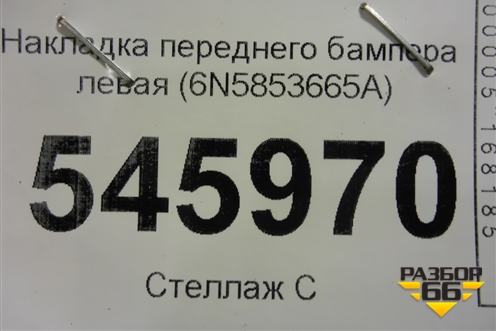 Накладка переднего бампера
левая (6N5853665A)
545970
Стеллаж С
РАЗБОР
66